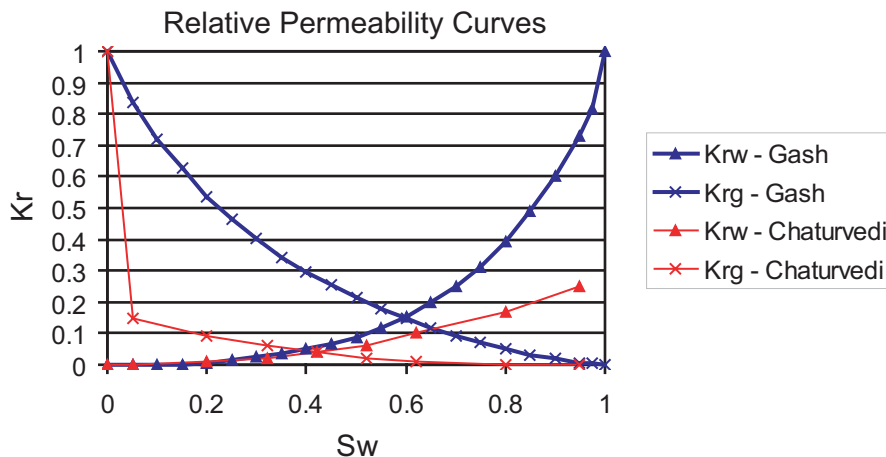 Relative Permeability Curves
Kr
1
0.9
0.8
0.7
0.6
0.5
0.4
0.3
0.2
0.1
0
0 0.2 0.4 0.6 0.8 1
Sw
Krw - Gash
Krg - Gash
Krw - Chaturvedi
Krg - Chaturvedi